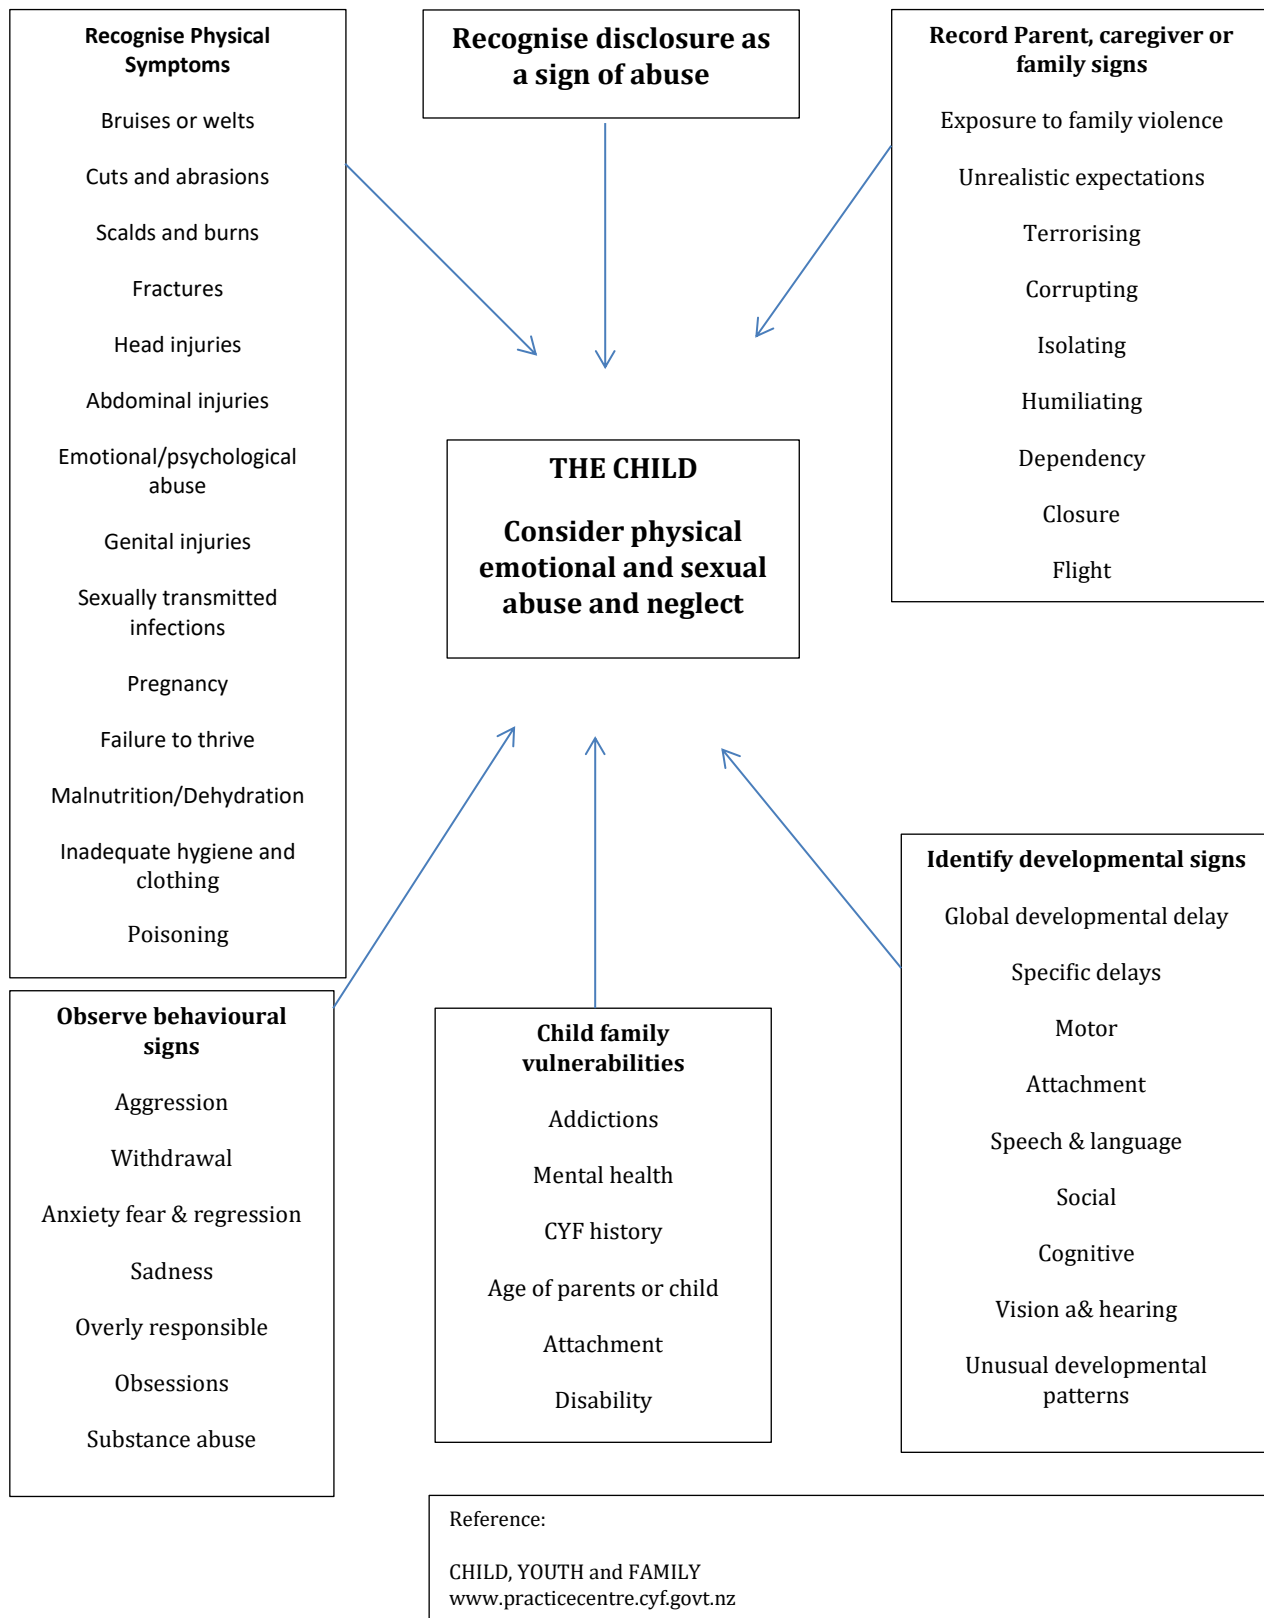 Recognise Physical
Symptoms
Bruises or welts
Cuts and abrasions
Scalds and burns
Fractures
Head injuries
Abdominal injuries
Emotional/psychological
abuse
Genital injuries
Sexually transmitted
infections
Pregnancy
Failure to thrive
Malnutrition/Dehydration
Inadequate hygiene and
clothing
Poisoning
Recognise disclosure as
a sign of abuse
Record Parent, caregiver or
family signs
Exposure to family violence
Unrealistic expectations
Terrorising
Corrupting
Isolating
Humiliating
Dependency
Closure
Flight
THE CHILD
Consider physical
emotional and sexual
abuse and neglect
Observe behavioural
signs
Aggression
Withdrawal
Anxiety fear & regression
Sadness
Overly responsible
Obsessions
Substance abuse
Child family
vulnerabilities
Addictions
Mental health
CYF history
Age of parents or child
Attachment
Disability
Identify developmental signs
Global developmental delay
Specific delays
Motor
Attachment
Speech & language
Social
Cognitive
Vision a& hearing
Unusual developmental
patterns
Reference:
CHILD, YOUTH and FAMILY
www.practicecentre.cyf.govt.nz